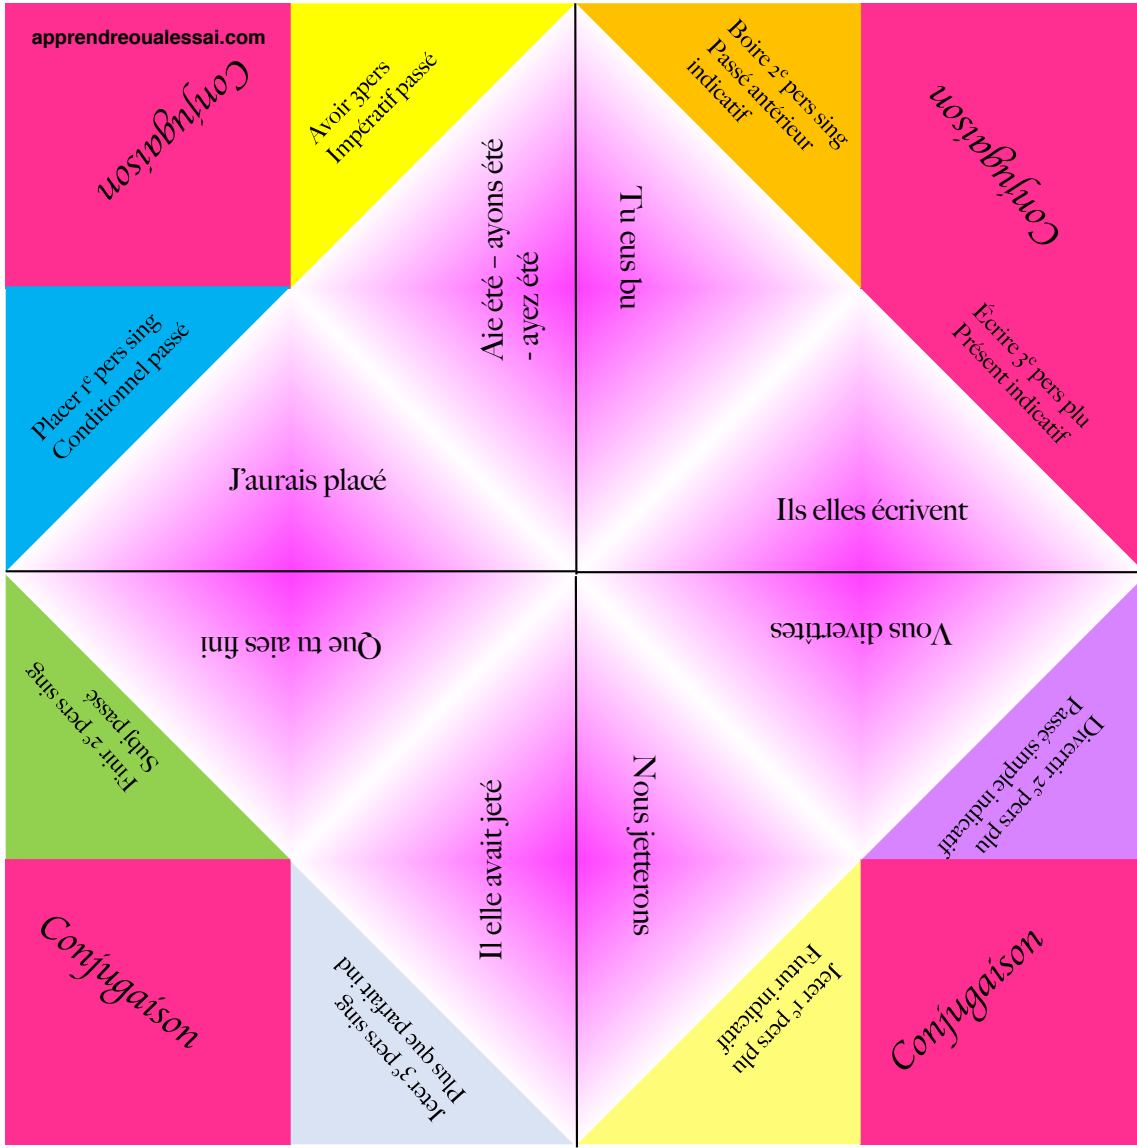 apprendreoualessai.com
Conjugaison
Avoir 3pers
Impératif passé
Boire 2e pers sing
Passé antérieur
indicatif
Conjugaison
Placer 1e pers sing
Conditionnel passé
Aie été – ayons été
- ayez été
Tu eus bu
Écrire 3e pers plu
Présent indicatif
J'aurais placé
Ils elles écrivent
Que tu aies fini
Vous divertîtes
Finir 2e pers sing
Subj passé
Il elle avait jeté
Nous jetterons
Divertir 2e pers plu
Passé simple indicatif
Conjugaison
Jeter 3e pers sing
Plus que parfait ind
Jeter 1e pers plu
Futur indicatif
Conjugaison